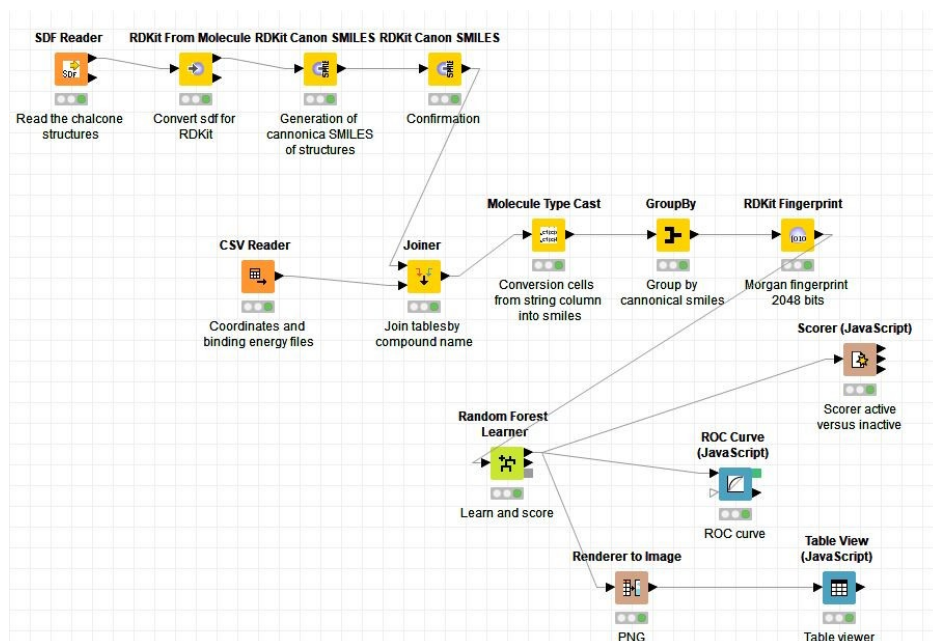 SDF Reader
RDKit From Molecule
RDKit Canon SMILES
RDKit Canon SMILES
SDF
SMI
SMI
Read the chalcone
structures
Convert sdf for
RDKit
Generation of
cannonica SMILES
of structures
Confirmation
Molecule Type Cast
GroupBy
RDKit Fingerprint
CSV Reader
Joiner
Conversion cells
from string column
into smiles
Group by
cannonical smiles
Morgan fingerprint
2048 bits
Coordinates and
binding energy files
Join tablesby
compound name
Scorer (JavaScript)
Scorer active
versus inactive
Random Forest
Learner
ROC Curve
(JavaScript)
Learn and score
ROC curve
Renderer to Image
Table View
(JavaScript)
PNG
Table viewer